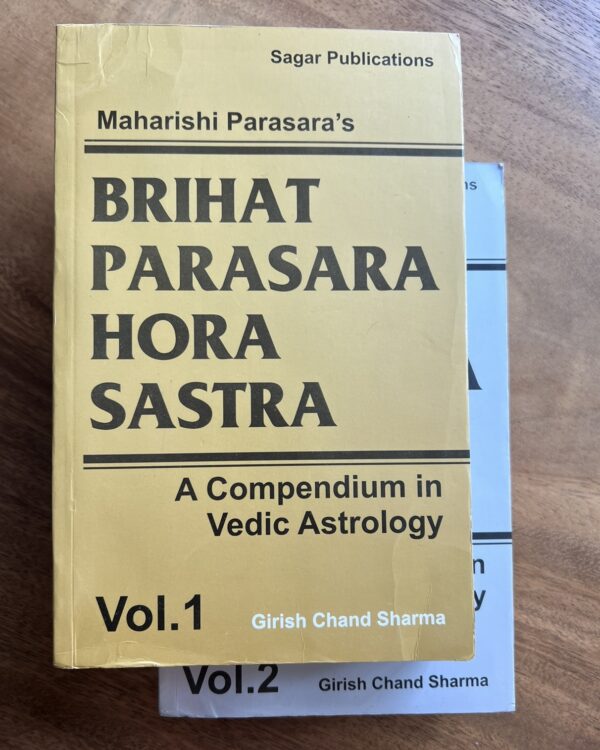 Sagar Publications
Maharishi Parasara's
BRIHAT
PARASARA
HORA
SASTRA
A Compendium in
Vedic Astrology
Vol.1
Girish Chand Sharma
ns
A
n
y
Vol.2
Girish Chand Sharma